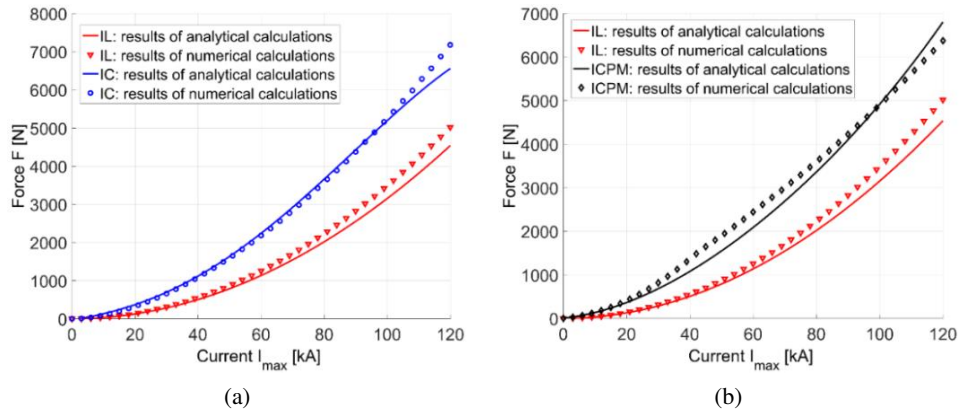 8000
7000
6000
5000
4000
3000
2000
1000
0
Force F [N]
IL: results of analytical calculations
IL: results of numerical calculations
IC: results of analytical calculations
IC: results of numerical calculations
0 20 40 60 80 100 120
Current I_max [kA]
(a)
7000
6000
5000
4000
3000
2000
1000
0
Force F [N]
IL: results of analytical calculations
IL: results of numerical calculations
ICPM: results of analytical calculations
ICPM: results of numerical calculations
0 20 40 60 80 100 120
Current I_max [kA]
(b)